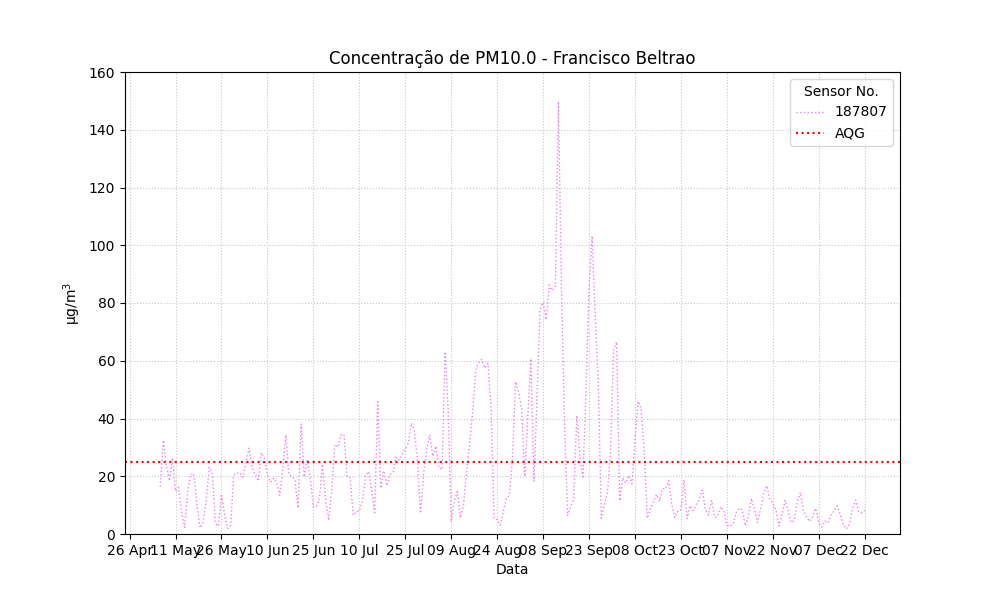 Concentração de PM10.0 - Francisco Beltrao
Sensor No.
187807
AQG
160
140
120
100
80
60
40
20
0
µg/m³
26 Apr 11 May 26 May 10 Jun 25 Jun 10 Jul 25 Jul 09 Aug 24 Aug 08 Sep 23 Sep 08 Oct 23 Oct 07 Nov 22 Nov 07 Dec 22 Dec
Data